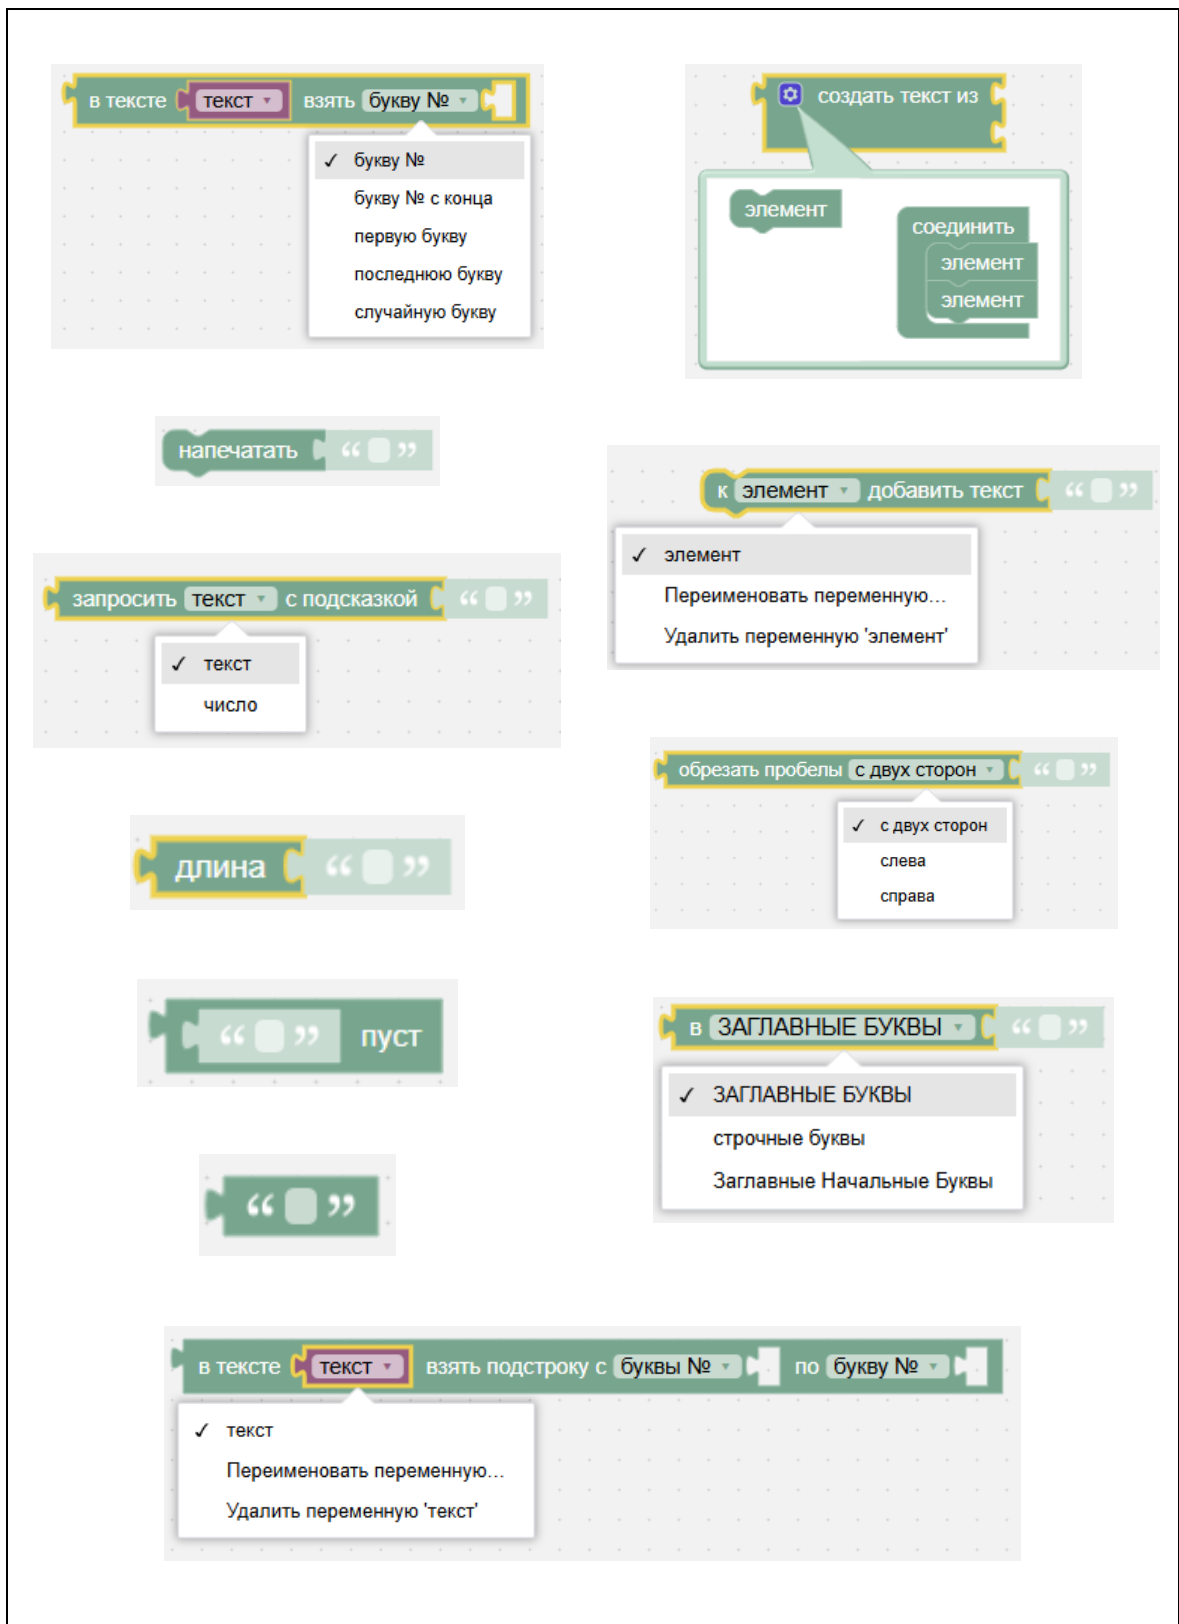 в тексте текст взять букву №
✓ букву №
букву № с конца
первую букву
последнюю букву
случайную букву
создать текст из
элемент
соединить
элемент
элемент
напечатать “ ”
к элемент добавить текст “ ”
✓ элемент
Переименовать переменную...
Удалить переменную 'элемент'
запросить текст с подсказкой “ ”
✓ текст
число
обрезать пробелы с двух сторон “ ”
✓ с двух сторон
слева
справа
длина “ ”
“ ” пуст
в ЗАГЛАВНЫЕ БУКВЫ “ ”
✓ ЗАГЛАВНЫЕ БУКВЫ
строчные буквы
Заглавные Начальные Буквы
“ ”
в тексте текст взять подстроку с буквы № по букву №
✓ текст
Переименовать переменную...
Удалить переменную 'текст'